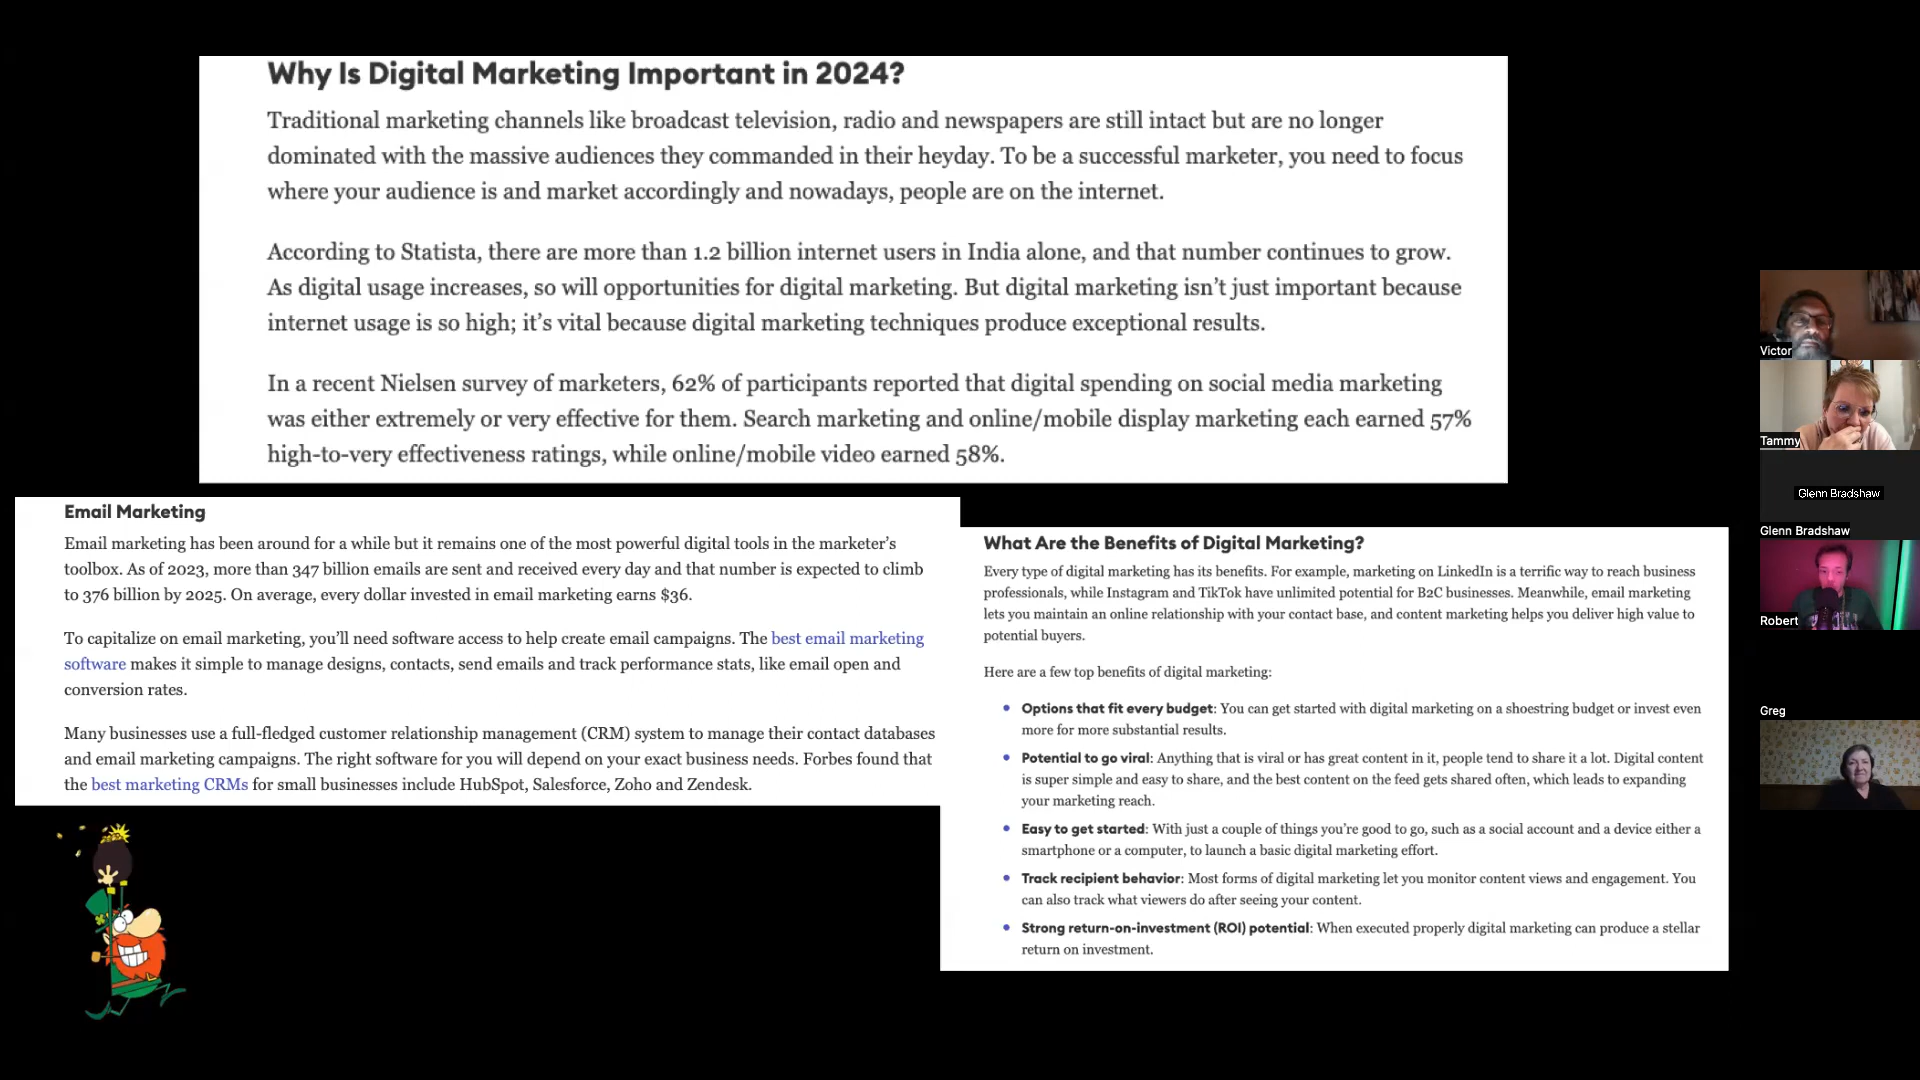 Why Is Digital Marketing Important in 2024?
Traditional marketing channels like broadcast television, radio and newspapers are still intact but are no longer
dominated with the massive audiences they commanded in their heyday. To be a successful marketer, you need to focus
where your audience is and market accordingly and nowadays, people are on the internet.
According to Statista, there are more than 1.2 billion internet users in India alone, and that number continues to grow.
As digital usage increases, so will opportunities for digital marketing. But digital marketing isn't just important because
internet usage is so high; it's vital because digital marketing techniques produce exceptional results.
In a recent Nielsen survey of marketers, 62% of participants reported that digital spending on social media marketing
was either extremely or very effective for them. Search marketing and online/mobile display marketing each earned 57%
high-to-very effectiveness ratings, while online/mobile video earned 58%.
Email Marketing
Email marketing has been around for a while but it remains one of the most powerful digital tools in the marketer's
toolbox. As of 2023, more than 347 billion emails are sent and received every day and that number is expected to climb
to 376 billion by 2025. On average, every dollar invested in email marketing earns $36.
To capitalize on email marketing, you'll need software access to help create email campaigns. The best email marketing
software makes it simple to manage designs, contacts, send emails and track performance stats, like email open and
conversion rates.
Many businesses use a full-fledged customer relationship management (CRM) system to manage their contact databases
and email marketing campaigns. The right software for you will depend on your exact business needs. Forbes found that
the best marketing CRMs for small businesses include HubSpot, Salesforce, Zoho and Zendesk.
What Are the Benefits of Digital Marketing?
Every type of digital marketing has its benefits. For example, marketing on LinkedIn is a terrific way to reach business
professionals, while Instagram and TikTok have unlimited potential for B2C businesses. Meanwhile, email marketing
lets you maintain an online relationship with your contact base, and content marketing helps you deliver high value to
potential buyers.
Here are a few top benefits of digital marketing:
• Options that fit every budget: You can get started with digital marketing on a shoestring budget or invest even
more for more substantial results.
• Potential to go viral: Anything that is viral or has great content in it, people tend to share it a lot. Digital content
is super simple and easy to share, and the best content on the feed gets shared often, which leads to expanding
your marketing reach.
• Easy to get started: With just a couple of things you're good to go, such as a social account and a device either a
smartphone or a computer, to launch a basic digital marketing effort.
• Track recipient behavior: Most forms of digital marketing let you monitor content views and engagement. You
can also track what viewers do after seeing your content.
• Strong return-on-investment (ROI) potential: When executed properly digital marketing can produce a stellar
return on investment.
Victor
Tammy
Glenn Bradshaw
Glenn Bradshaw
Robert
Greg